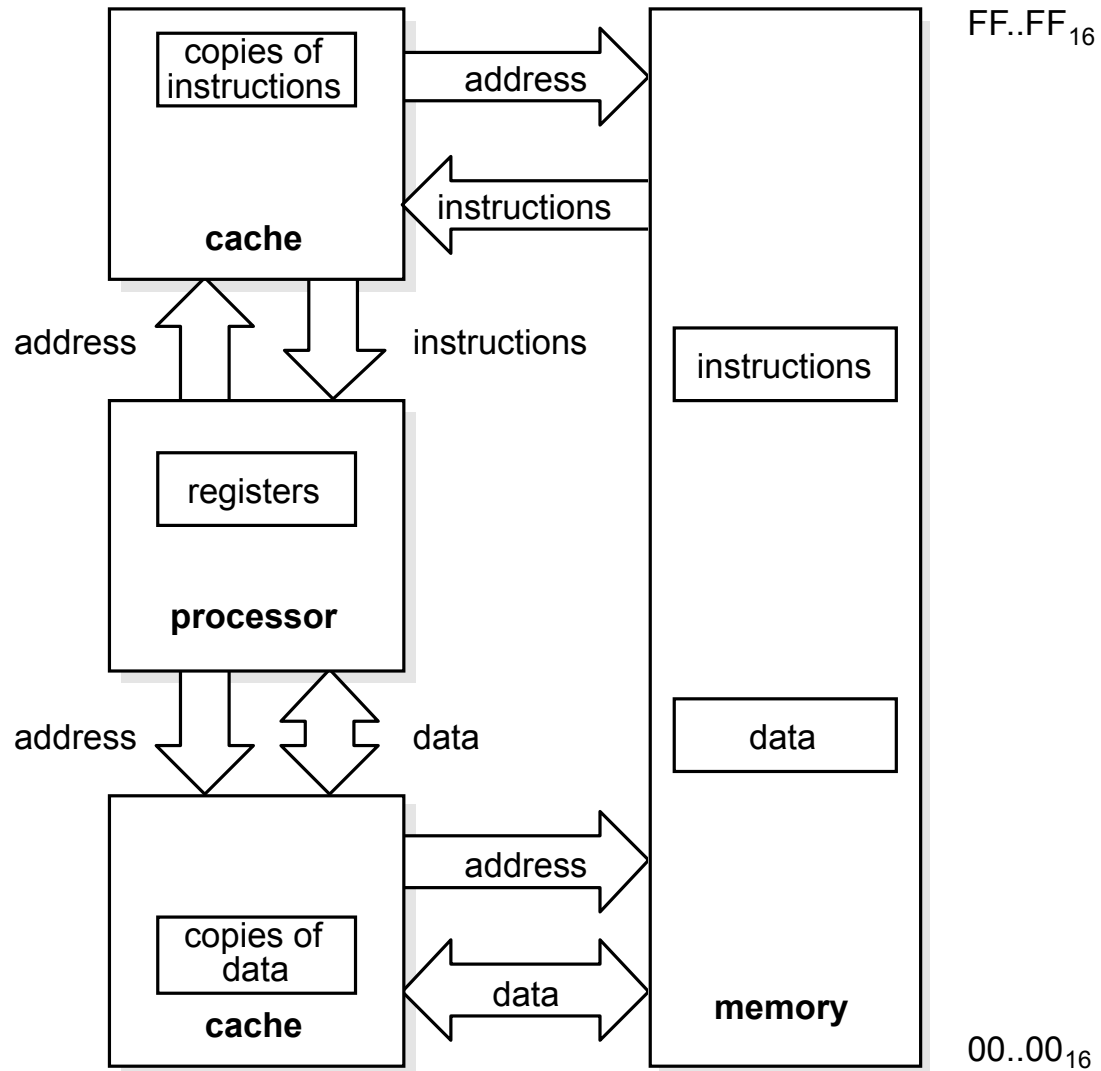 FF..FF16
copies of
instructions
address
instructions
cache
address
instructions
instructions
registers
processor
address
data
data
address
copies of
data
data
cache
memory
00..0016